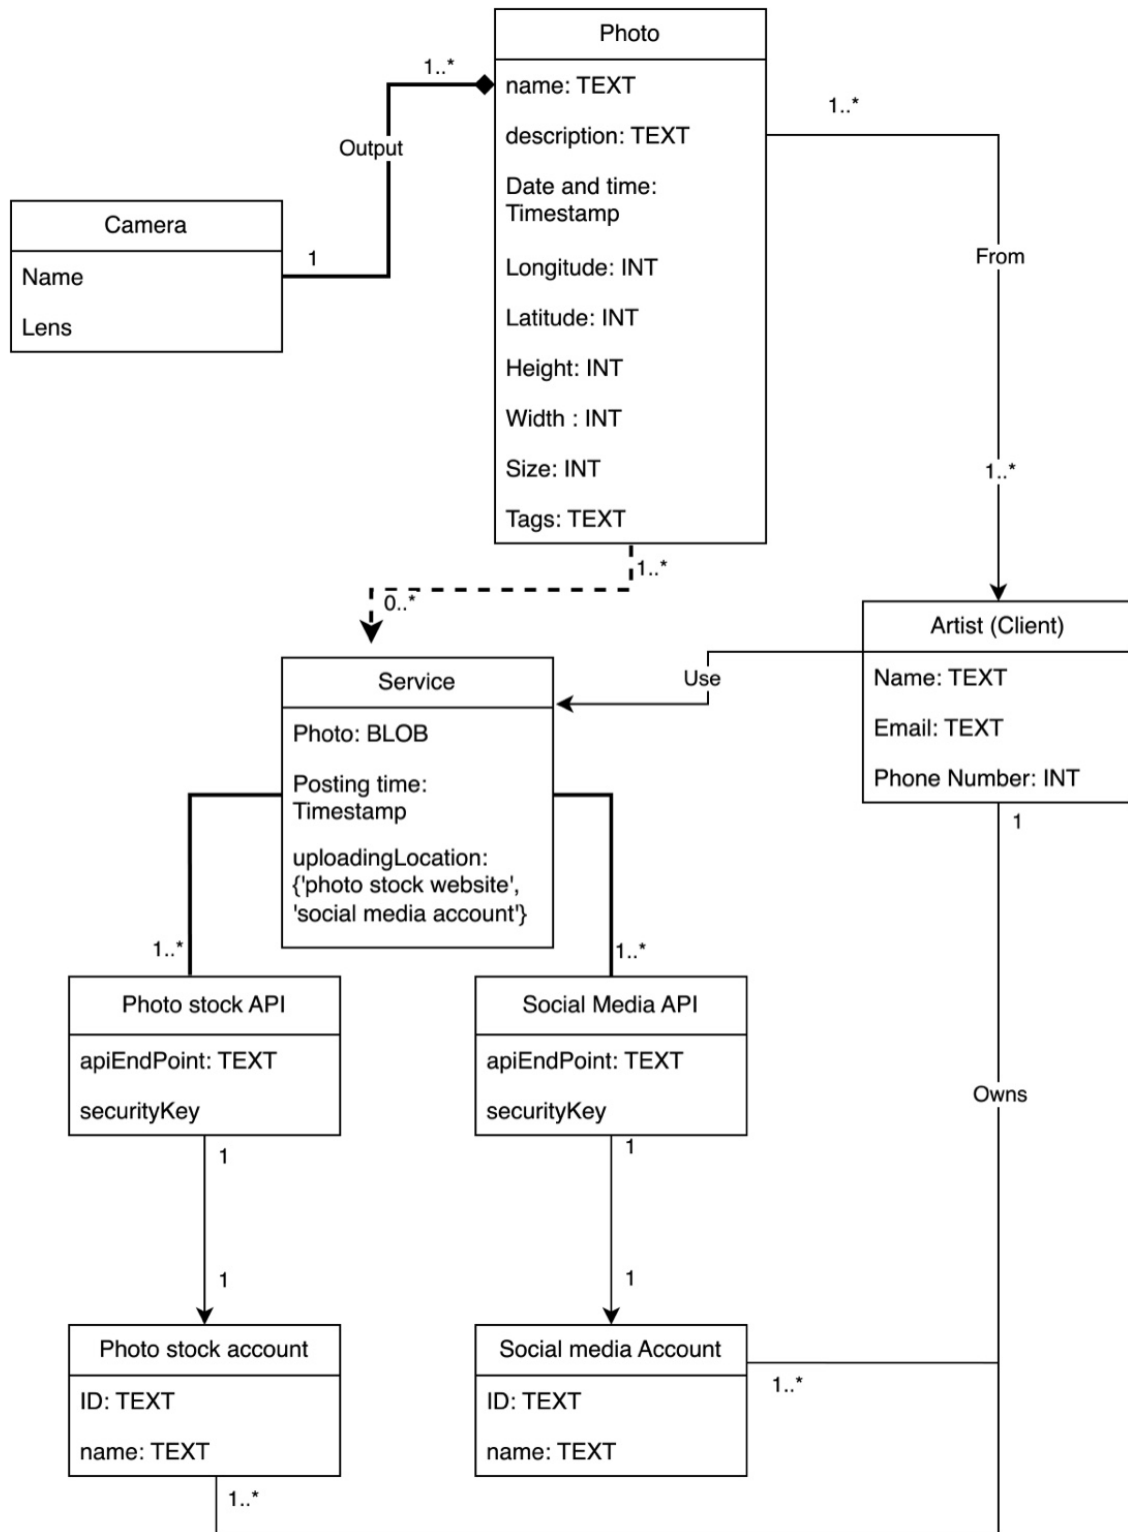 Photo
name: TEXT
description: TEXT
Date and time:
Timestamp
Longitude: INT
Latitude: INT
Height: INT
Width : INT
Size: INT
Tags: TEXT
1..*
Output
1
Camera
Name
Lens
1..*
From
1..*
1..*
0..*
Artist (Client)
Name: TEXT
Email: TEXT
Phone Number: INT
Use
Service
Photo: BLOB
Posting time:
Timestamp
uploadingLocation:
{'photo stock website',
'social media account'}
1
1..*
1..*
Photo stock API
apiEndPoint: TEXT
securityKey
Social Media API
apiEndPoint: TEXT
securityKey
Owns
1
1
1
1
Photo stock account
ID: TEXT
name: TEXT
Social media Account
ID: TEXT
name: TEXT
1..*
1..*